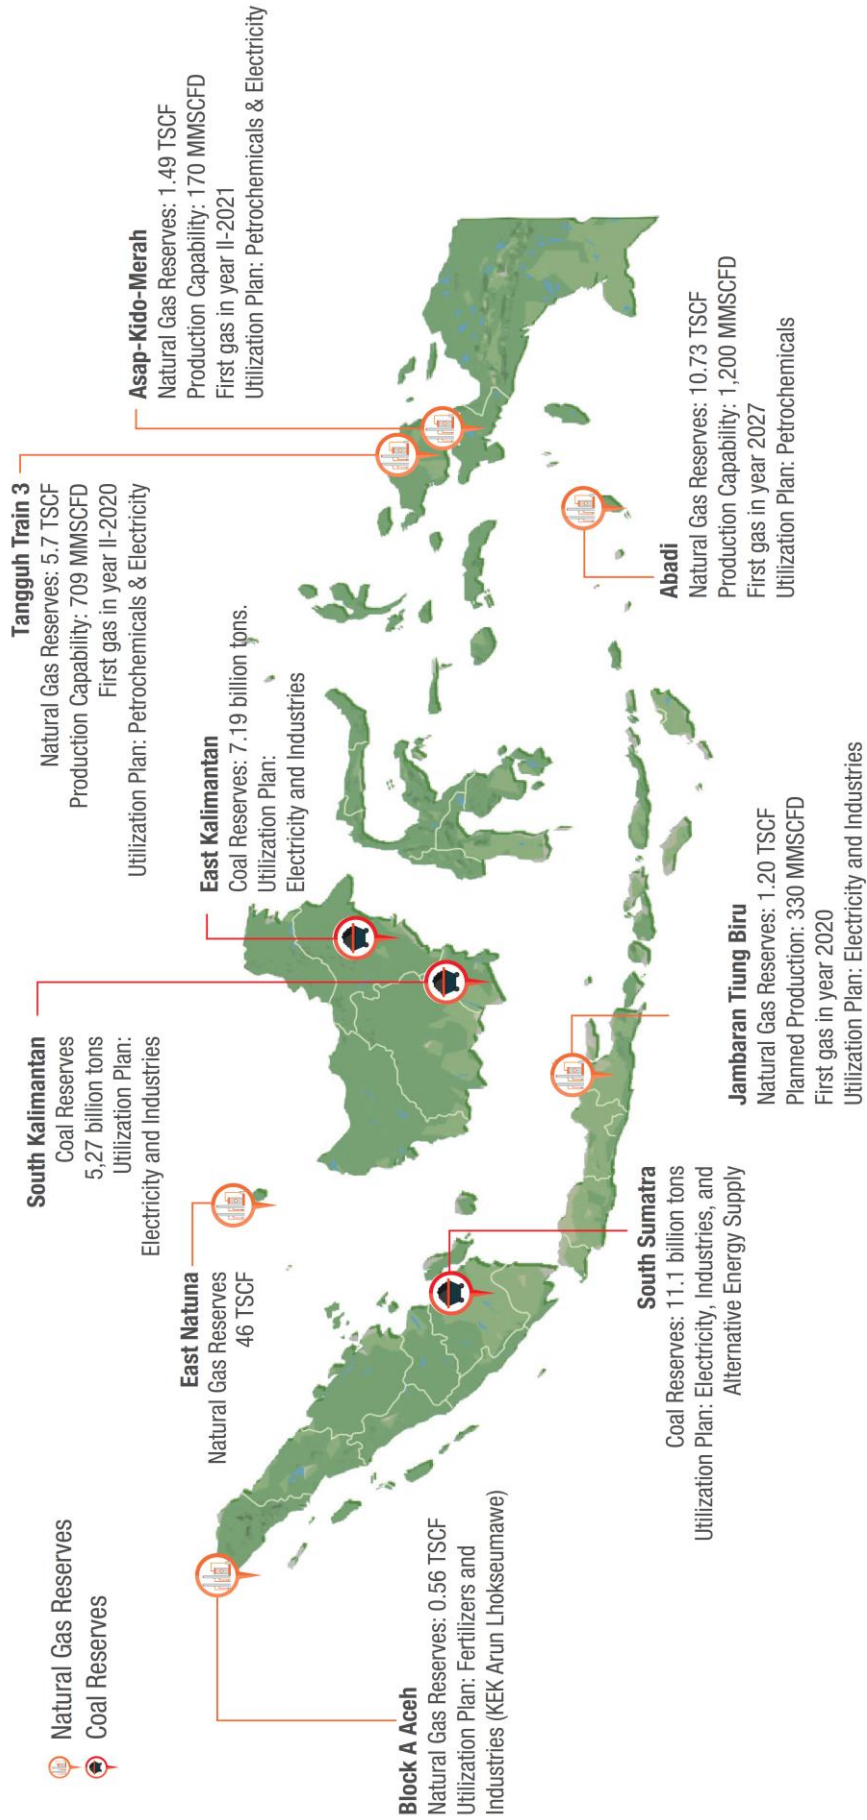 Natural Gas Reserves
Coal Reserves
Block A Aceh
Natural Gas Reserves: 0.56 TSCF
Utilization Plan: Fertilizers and
Industries (KEK Arun Lhokseumawe)
East Natuna
Natural Gas Reserves
46 TSCF
South Kalimantan
Coal Reserves
5,27 billion tons
Utilization Plan:
Electricity and Industries
East Kalimantan
Coal Reserves: 7.19 billion tons.
Utilization Plan:
Electricity and Industries
Tangguh Train 3
Natural Gas Reserves: 5.7 TSCF
Production Capability: 709 MMSCFD
First gas in year II-2020
Utilization Plan: Petrochemicals & Electricity
Asap-Kido-Merah
Natural Gas Reserves: 1.49 TSCF
Production Capability: 170 MMSCFD
First gas in year II-2021
Utilization Plan: Petrochemicals & Electricity
South Sumatra
Coal Reserves: 11.1 billion tons
Utilization Plan: Electricity, Industries, and
Alternative Energy Supply
Jambaran Tiung Biru
Natural Gas Reserves: 1.20 TSCF
Planned Production: 330 MMSCFD
First gas in year 2020
Utilization Plan: Electricity and Industries
Abadi
Natural Gas Reserves: 10.73 TSCF
Production Capability: 1,200 MMSCFD
First gas in year 2027
Utilization Plan: Petrochemicals